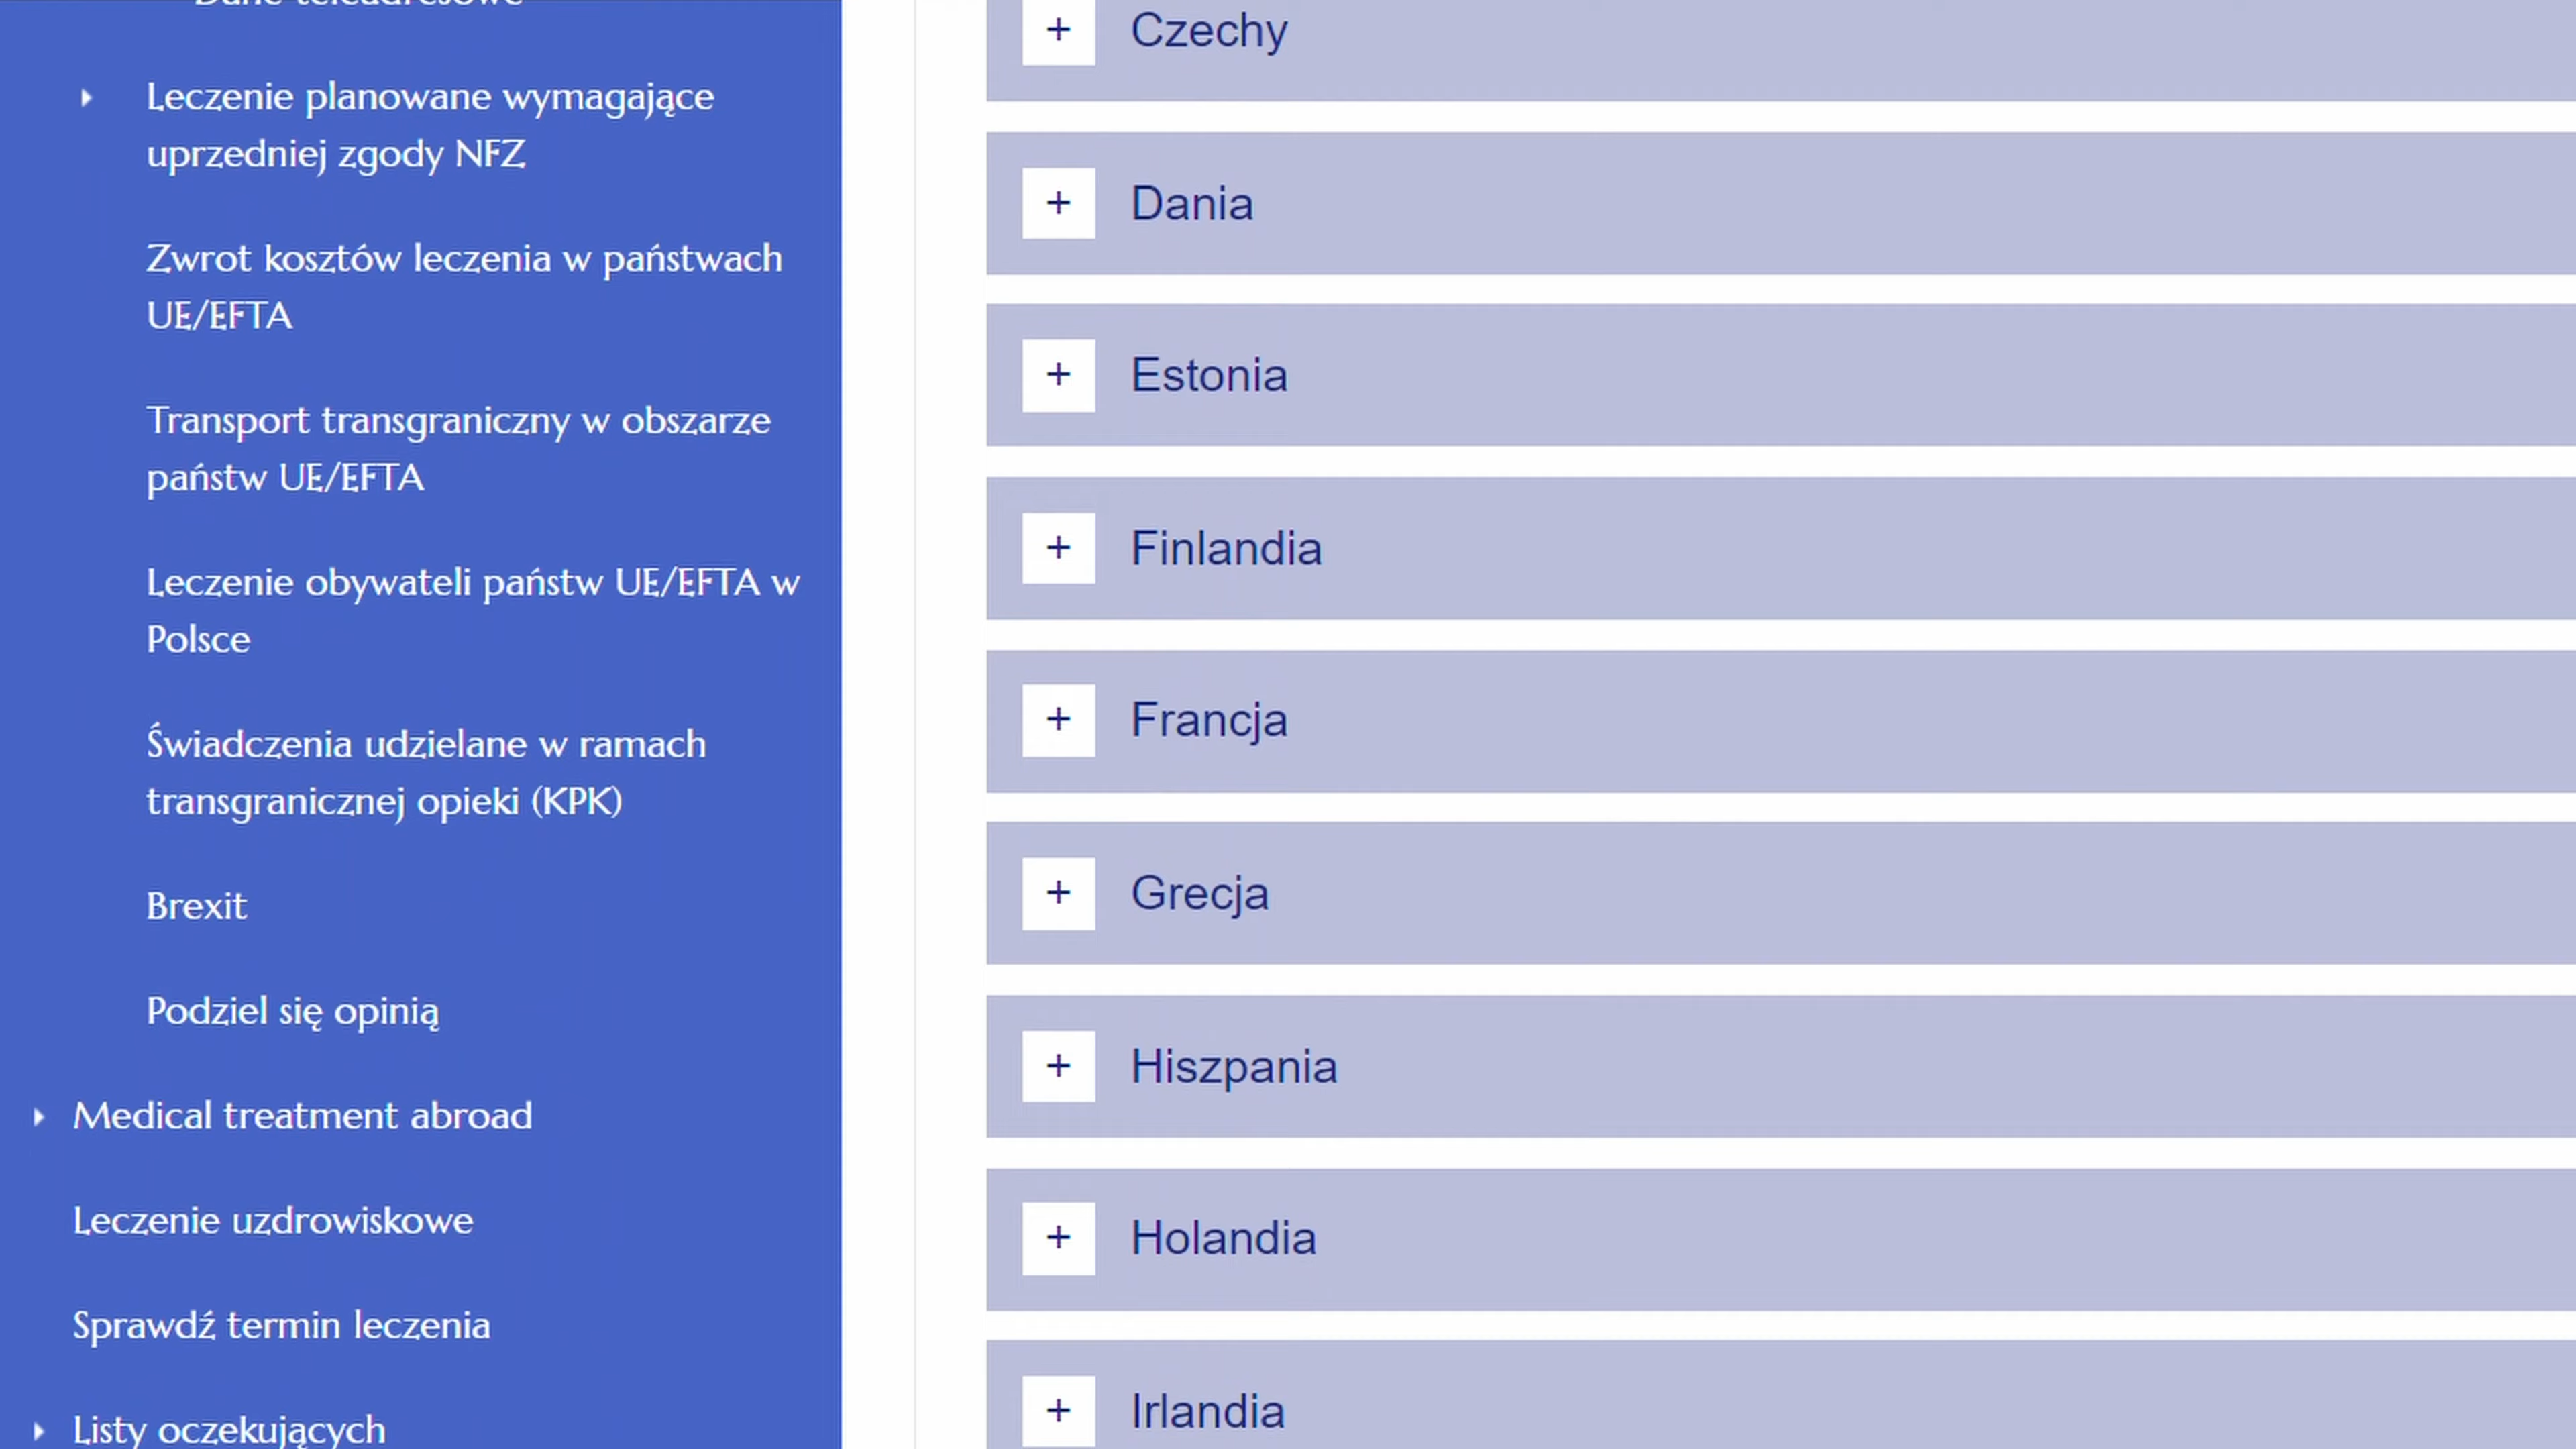 Dane teleadresowe
Leczenie planowane wymagające
uprzedniej zgody NFZ
Zwrot kosztów leczenia w państwach
UE/EFTA
Transport transgraniczny w obszarze
państw UE/EFTA
Leczenie obywateli państw UE/EFTA w
Polsce
Świadczenia udzielane w ramach
transgranicznej opieki (KPK)
Brexit
Podziel się opinią
Medical treatment abroad
Leczenie uzdrowiskowe
Sprawdź termin leczenia
Listy oczekujących
+ Czechy
+ Dania
+ Estonia
+ Finlandia
+ Francja
+ Grecja
+ Hiszpania
+ Holandia
+ Irlandia